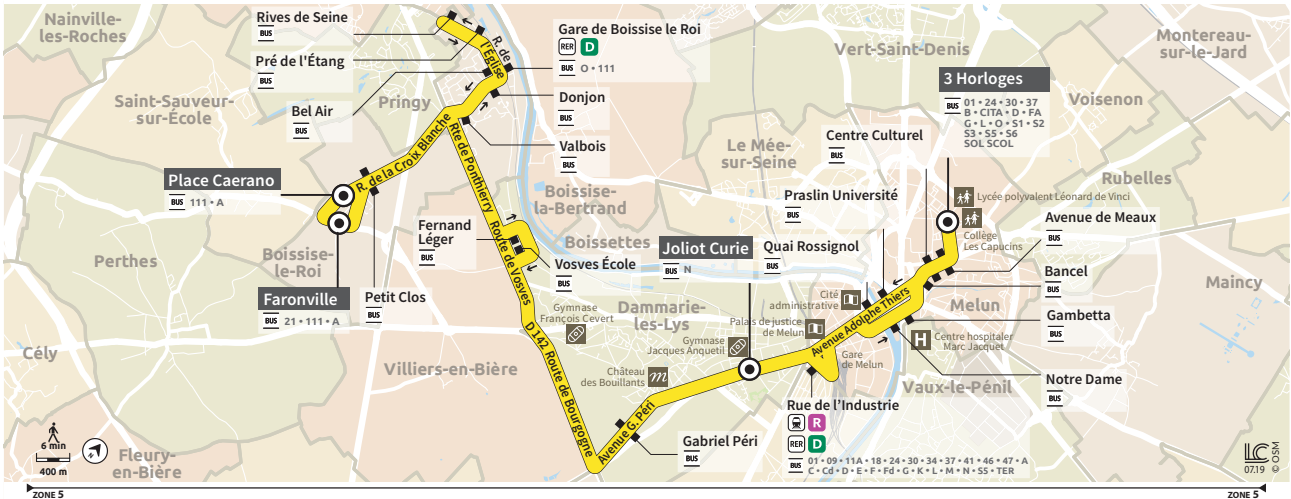 Nainville-
les-Roches
Rives de Seine
BUS
Pré de l'Étang
BUS
Bel Air
BUS
Pringy
Saint-Sauveur-
sur-École
R. de
l'Église
Gare de Boissise le Roi
RER D
BUS O • 111
Donjon
BUS
Valbois
BUS
Vert-Saint-Denis
Montereau-
sur-le-Jard
3 Horloges
BUS 01 • 24 • 30 • 37
B • CITA • D • FA
G • L • O • S1 • S2
S3 • S5 • S6
SOL SCOL
Voisenon
Centre Culturel
BUS
Le Mée-
sur-Seine
Rubelles
Praslin Université
BUS
Lycée polyvalent Léonard de Vinci
Collège
Les Capucins
Avenue de Meaux
BUS
Place Caerano
BUS 111 • A
R. de la Croix Blanche
Rte de Ponthierry
Route de Vosves
Boissise-
la-Bertrand
Boissettes
Fernand
Léger
BUS
Vosves École
BUS
Joliot Curie
BUS N
Quai Rossignol
BUS
Bancel
BUS
Maincy
Perthes
Boissise-
le-Roi
Faronville
BUS 21 • 111 • A
Petit Clos
BUS
Gymnase
François Cevert
Dammarie-
les-Lys
Cité
administrative
Palais de justice
de Melun
Avenue Adolphe Thiers
Melun
Gambetta
BUS
Gymnase
Jacques Anquetil
H
Centre hospitaler
Marc Jacquet
Gare
de Melun
Cély
Villiers-en-Bière
D 142 Route de Bourgogne
Château
des Bouillants
Vaux-le-Pénil
Notre Dame
BUS
Avenue G. Péri
Gabriel Péri
BUS
Rue de l'Industrie
R
RER D
BUS 01 • 09 • 11A • 18 • 24 • 30 • 34 • 37 • 41 • 46 • 47 • A
C • Cd • D • E • F • Fd • G • K • L • M • N • S5 • TER
Fleury-
en-Bière
6 min
400 m
LC
07.19
© OSM
ZONE 5
ZONE 5